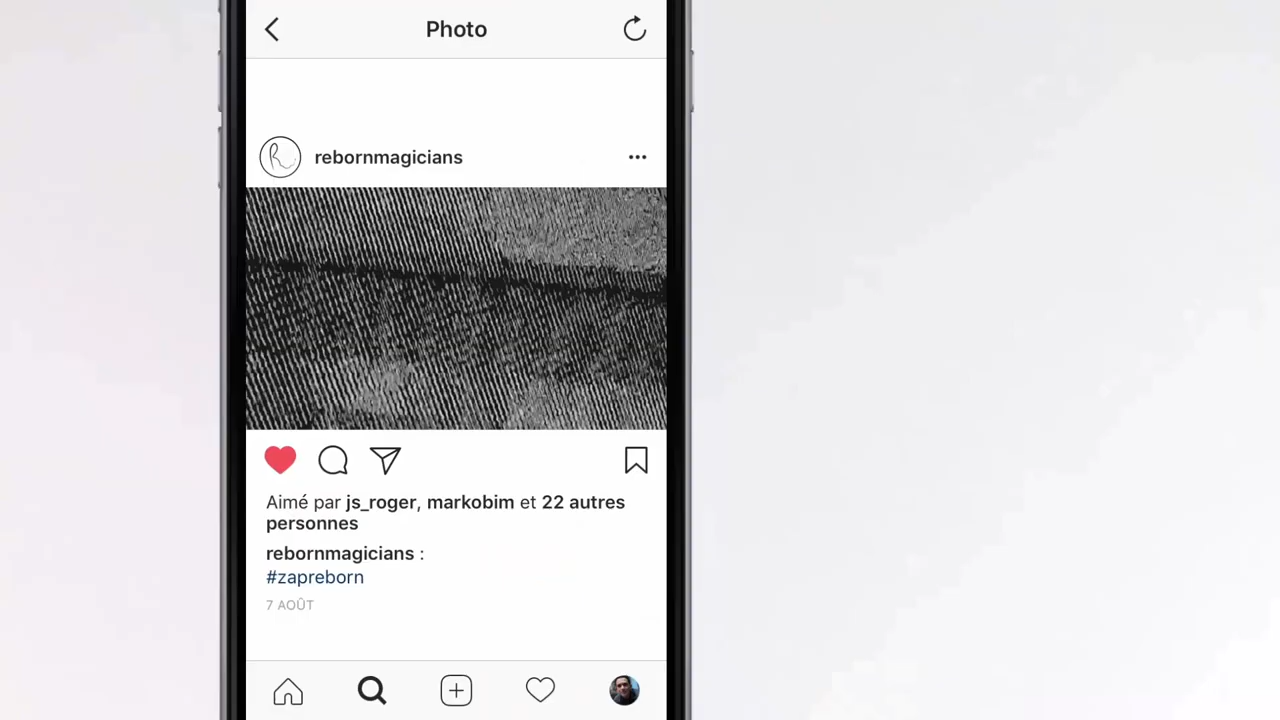 Photo
rebornmagicians
Aimé par js_roger, markobim et 22 autres
personnes
rebornmagicians :
#zapreborn
7 AOÛT